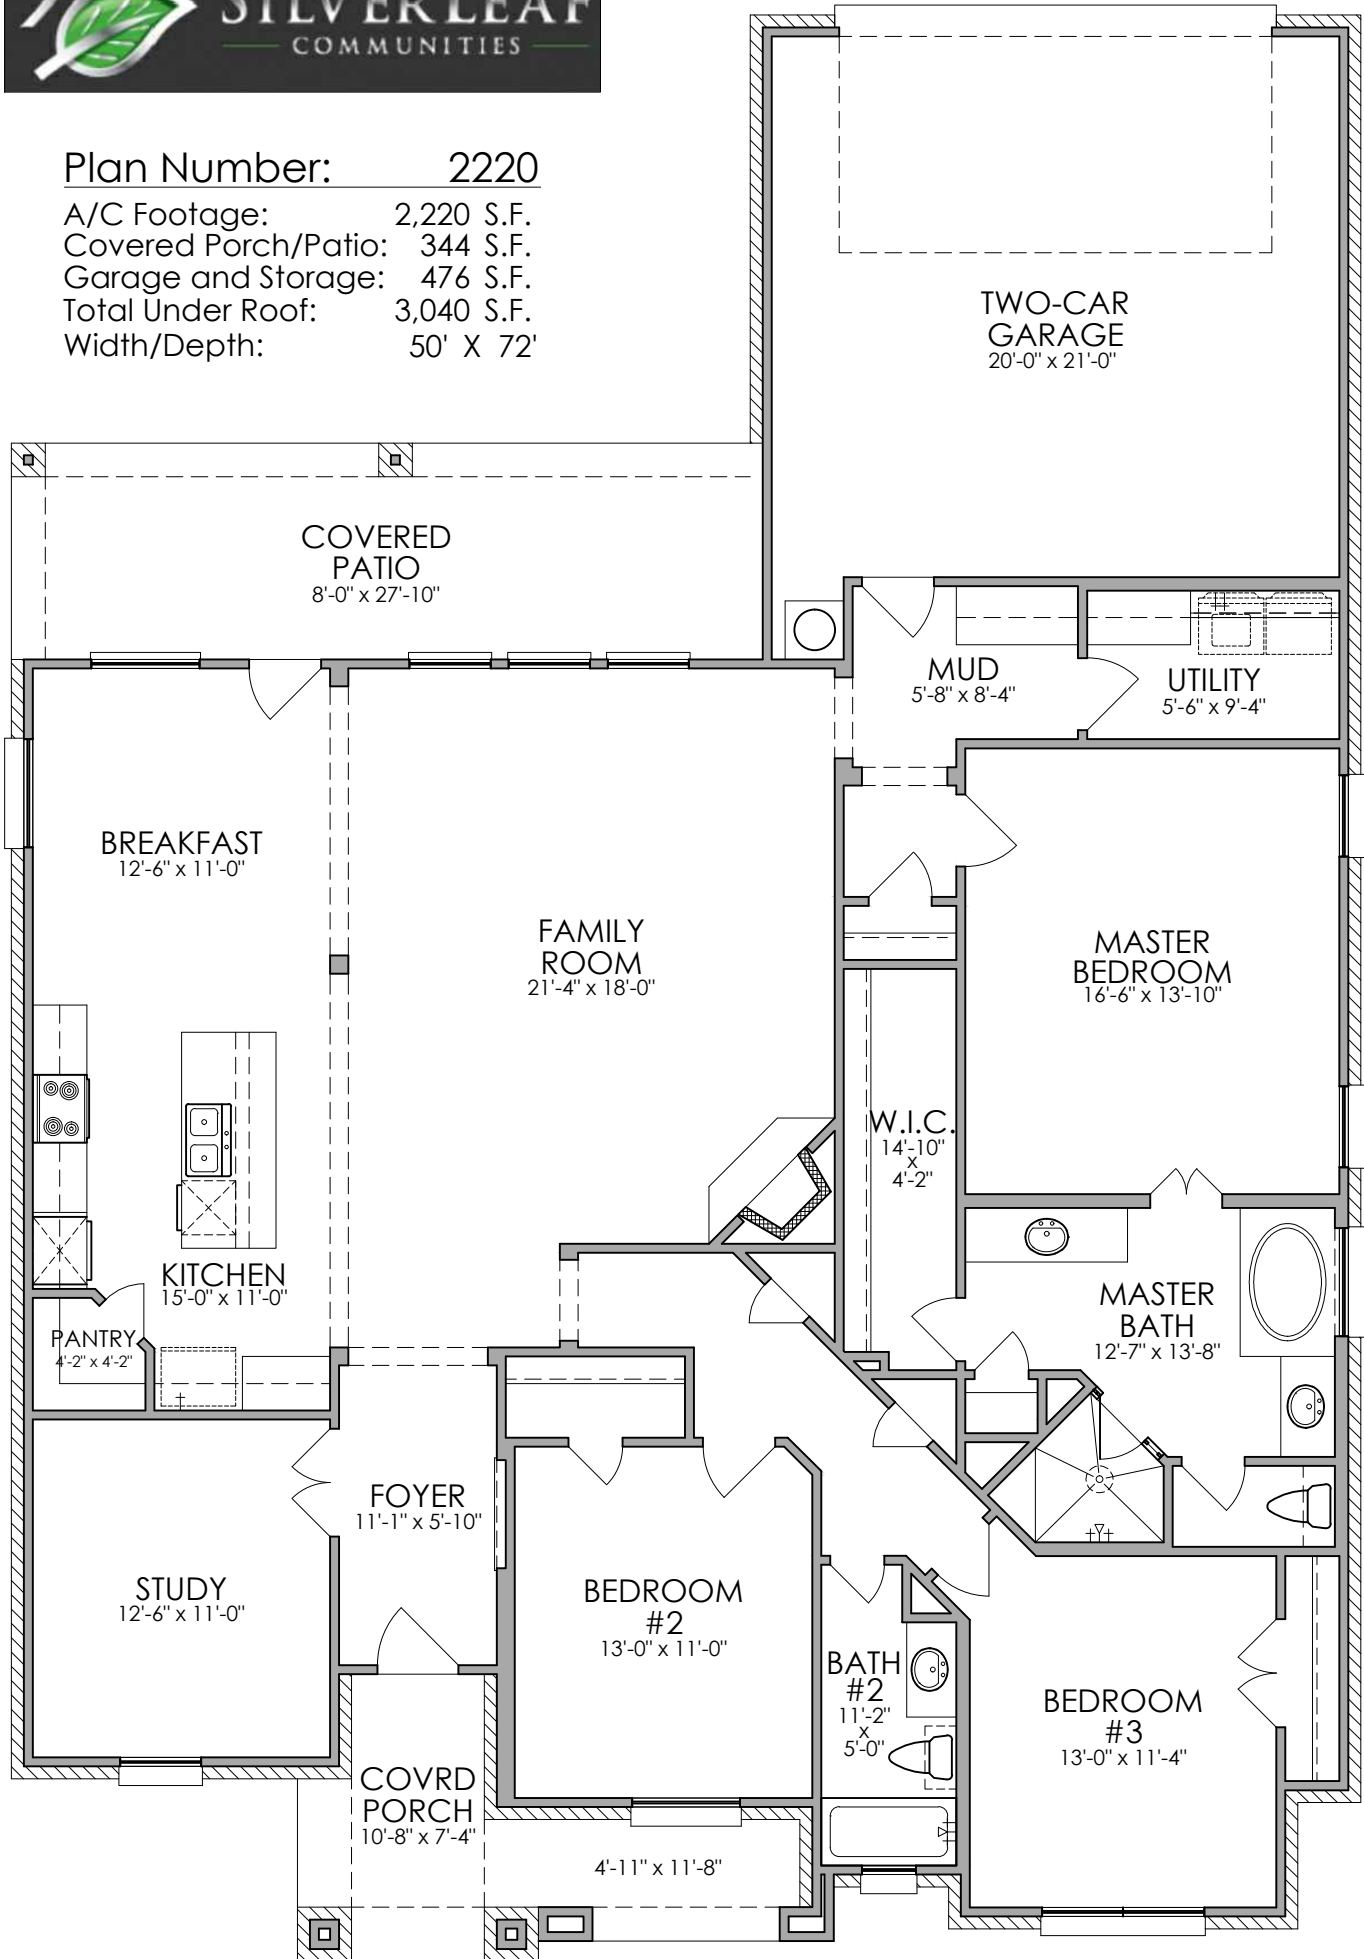 SILVERLEAF
COMMUNITIES
Plan Number: 2220
A/C Footage: 2,220 S.F.
Covered Porch/Patio: 344 S.F.
Garage and Storage: 476 S.F.
Total Under Roof: 3,040 S.F.
Width/Depth: 50' X 72'
TWO-CAR
GARAGE
20'-0" x 21'-0"
COVERED
PATIO
8'-0" x 27'-10"
MUD
5'-8" x 8'-4"
UTILITY
5'-6" x 9'-4"
BREAKFAST
12'-6" x 11'-0"
FAMILY
ROOM
21'-4" x 18'-0"
MASTER
BEDROOM
16'-6" x 13'-10"
W.I.C.
14'-10"
x
4'-2"
KITCHEN
15'-0" x 11'-0"
PANTRY
4'-2" x 4'-2"
MASTER
BATH
12'-7" x 13'-8"
FOYER
11'-1" x 5'-10"
STUDY
12'-6" x 11'-0"
BEDROOM
#2
13'-0" x 11'-0"
BATH
#2
11'-2"
x
5'-0"
BEDROOM
#3
13'-0" x 11'-4"
COVRD
PORCH
10'-8" x 7'-4"
4'-11" x 11'-8"